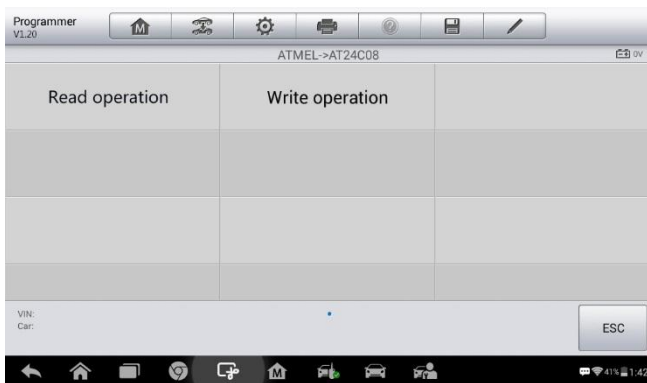 Programmer
V1.20
ATMEL->AT24C08
0V
Read operation
Write operation
VIN:
Car:
ESC
41%
1:42